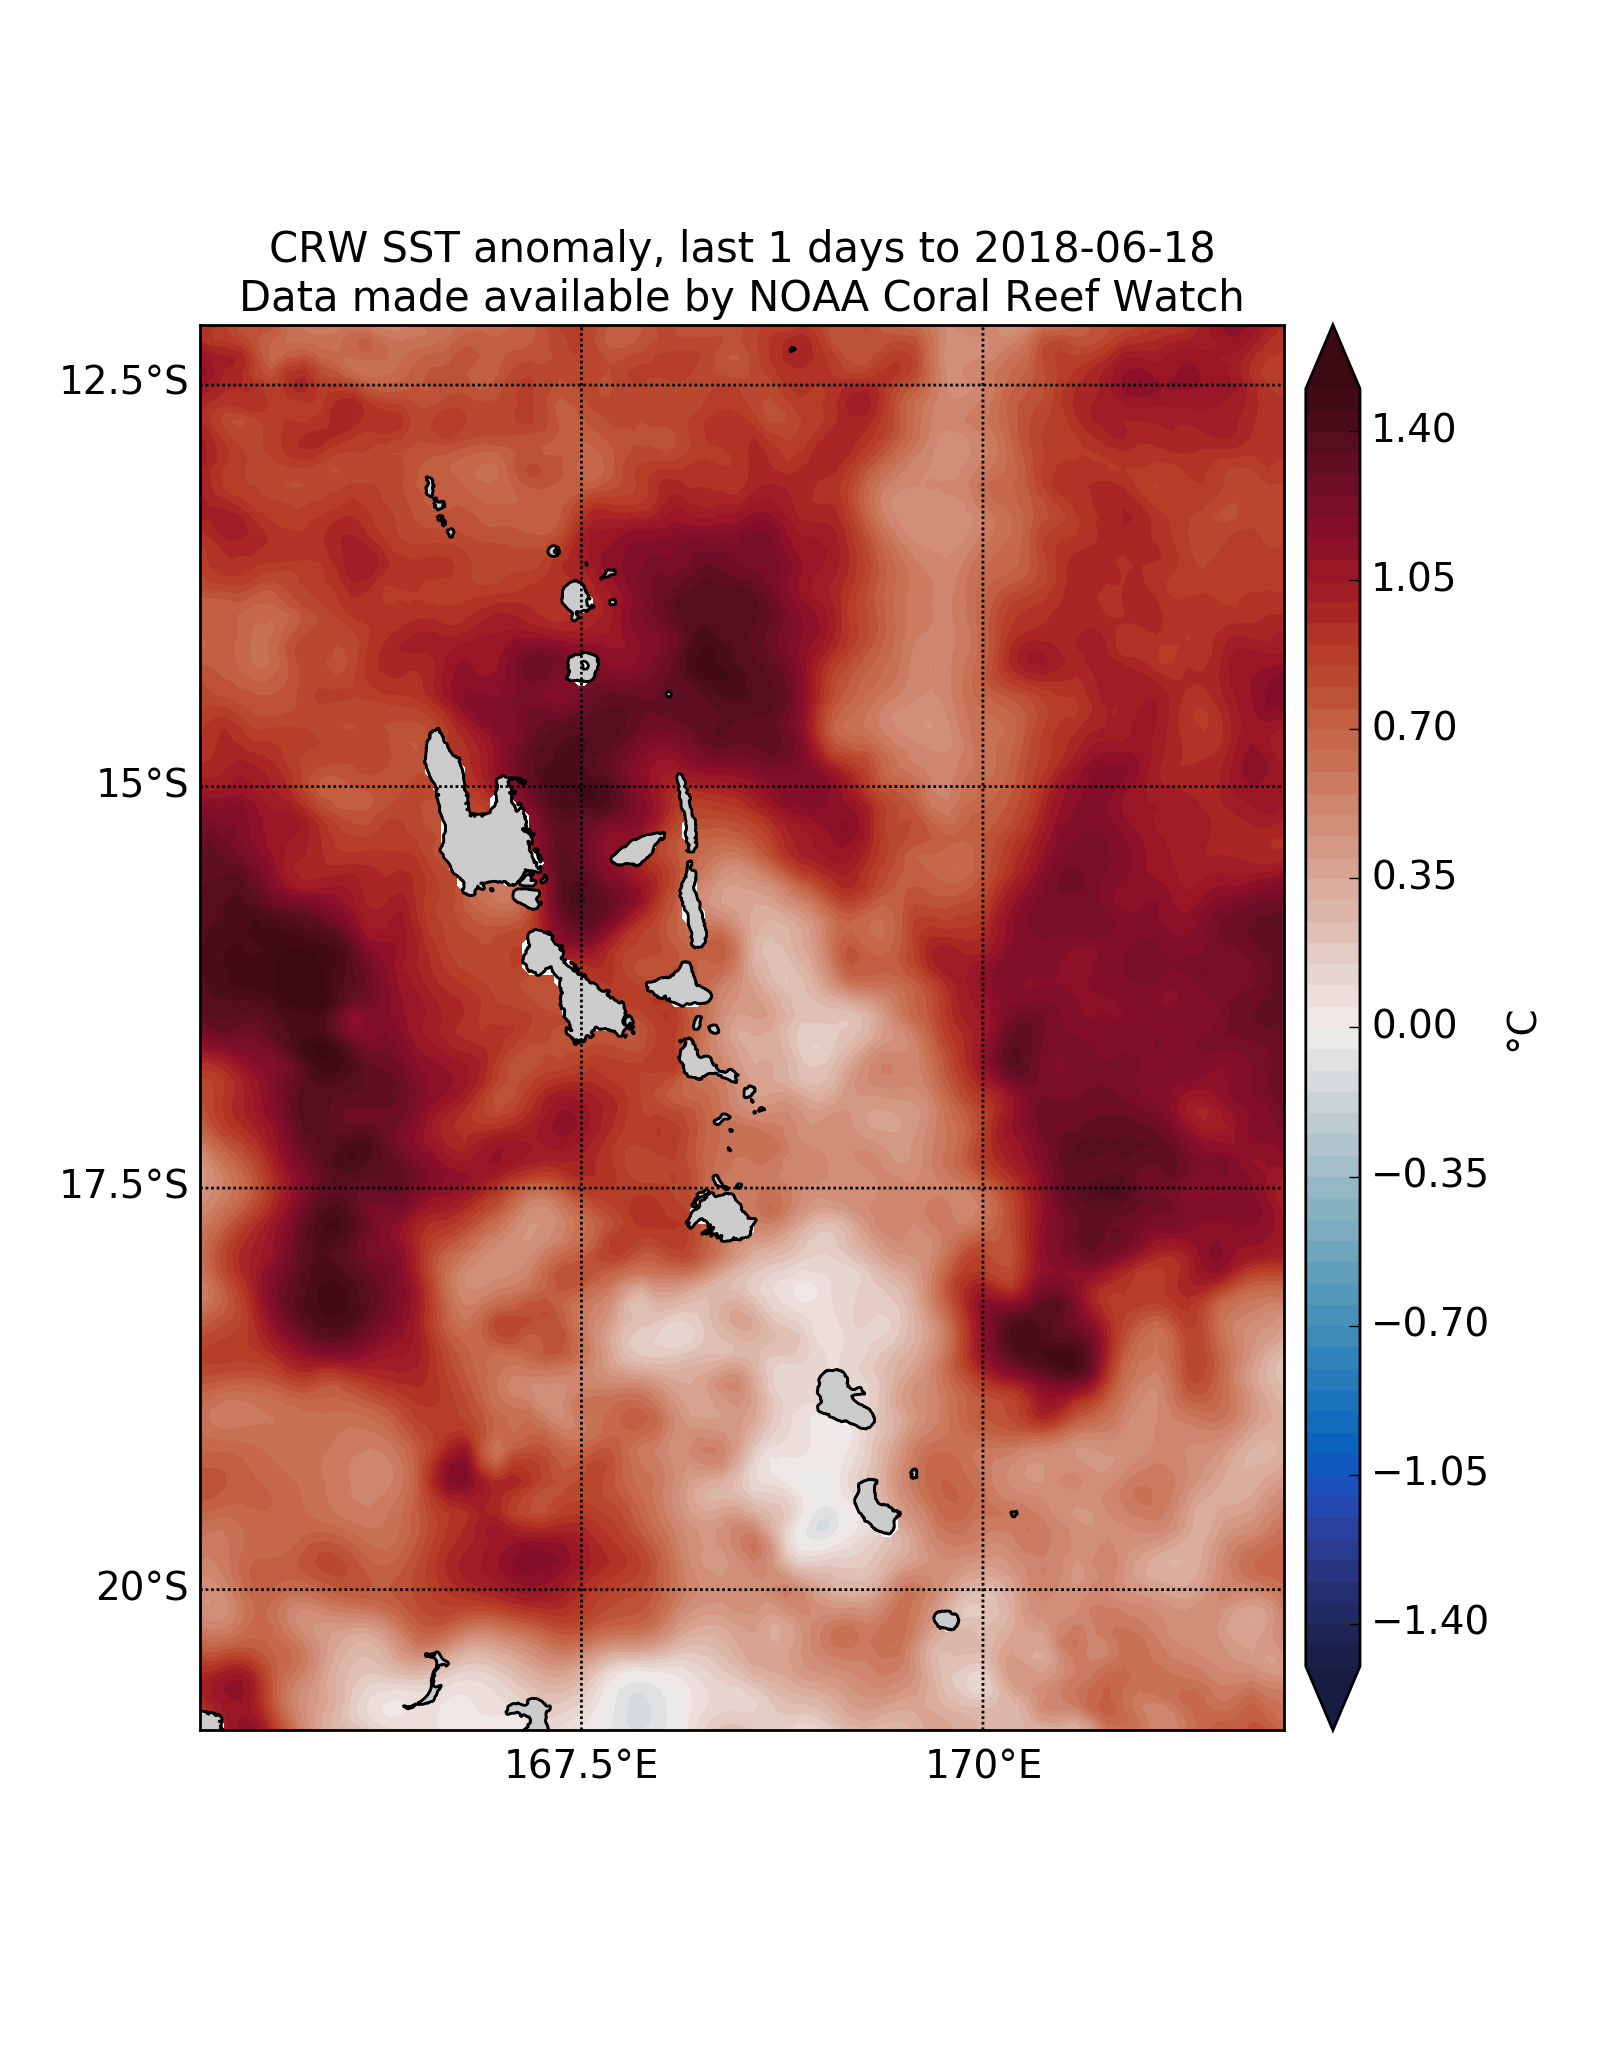 CRW SST anomaly, last 1 days to 2018-06-18
Data made available by NOAA Coral Reef Watch
12.5°S
15°S
17.5°S
20°S
167.5°E
170°E
1.40
1.05
0.70
0.35
0.00
−0.35
−0.70
−1.05
−1.40
°C